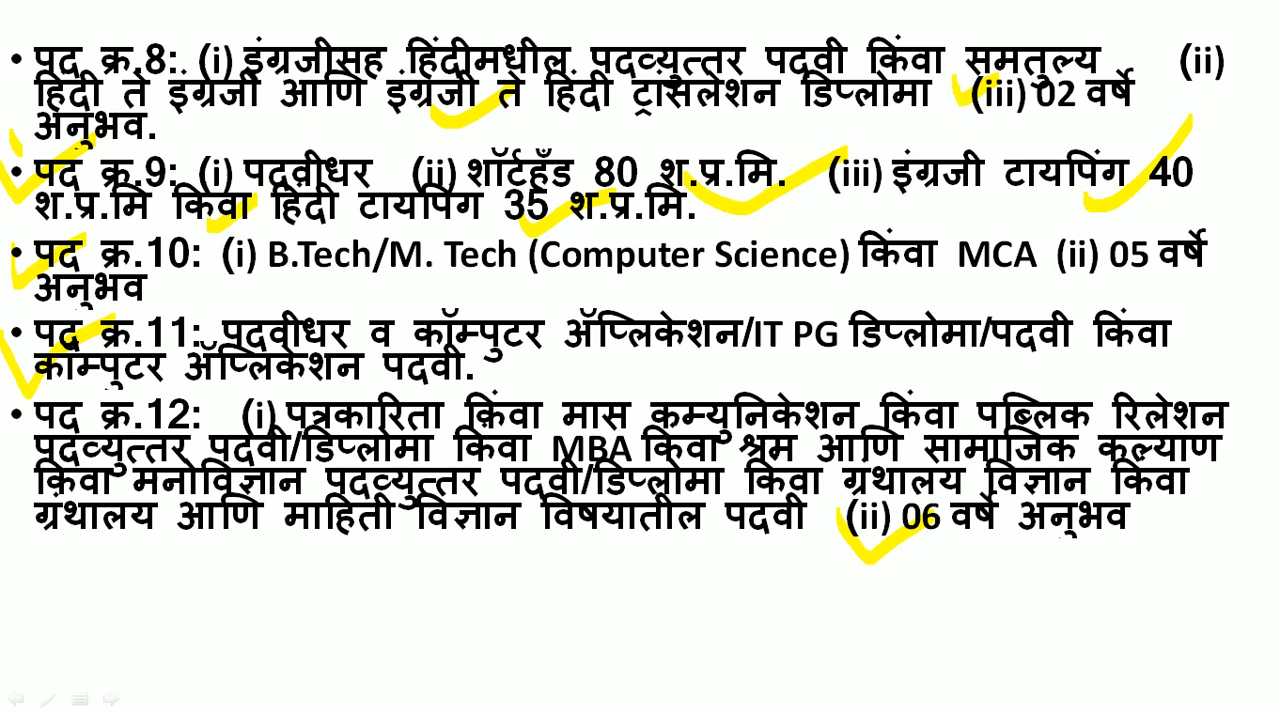 • पद क्र.8: (i) इंग्रजीसह हिंदीमधील पदव्युत्तर पदवी किंवा समतुल्य (ii)
हिंदी ते इंग्रंजी आणि इंग्रंजी ते हिंदी ट्रांसलेशन डिप्लोमा (iii) 02 वर्षे
अनुभव.
• पद क्र.9: (i) पदवीधर (ii) शॉर्टहँड 80 श.प्र.मि. (iii) इंग्रजी टायपिंग 40
श.प्र.मि किंवा हिंदी टायपिंग 35 श.प्र.मि.
• पद क्र.10: (i) B.Tech/M. Tech (Computer Science) किंवा MCA (ii) 05 वर्षे
अनुभव
• पद क्र.11: पदवीधर व कॉम्पुटर ॲप्लिकेशन/IT PG डिप्लोमा/पदवी किंवा
कॉम्पुटर ॲप्लिकेशन पदवी.
• पद क्र.12: (i) पत्रकारिता किंवा मास कम्युनिकेशन किंवा पब्लिक रिलेशन
पदव्युत्तर पदवी/डिप्लोमा किंवा MBA किंवा श्रम आणि सामाजिक कल्याण
किंवा मनोविज्ञान पदव्युत्तर पदवी/डिप्लोमा किंवा ग्रंथालय विज्ञान किंवा
ग्रंथालय आणि माहिती विज्ञान विषयातील पदवी (ii) 06 वर्षे अनुभव